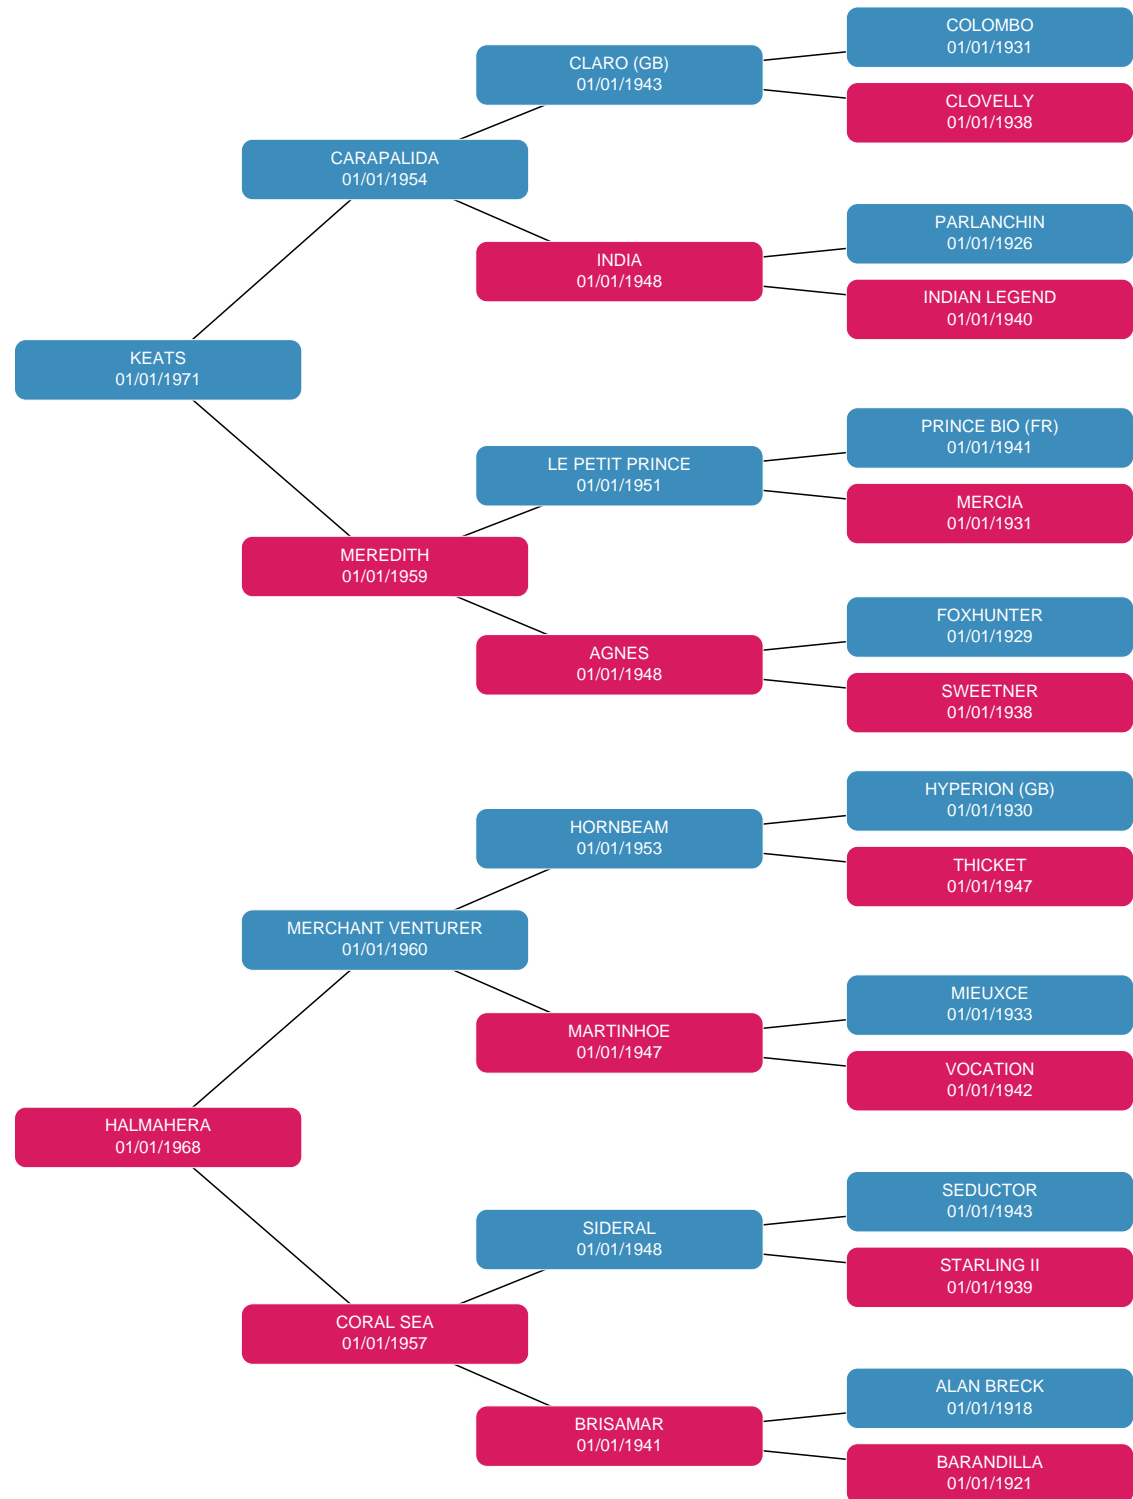 COLOMBO
01/01/1931
CLARO (GB)
01/01/1943
CLOVELLY
01/01/1938
CARAPALIDA
01/01/1954
PARLANCHIN
01/01/1926
INDIA
01/01/1948
INDIAN LEGEND
01/01/1940
KEATS
01/01/1971
PRINCE BIO (FR)
01/01/1941
LE PETIT PRINCE
01/01/1951
MERCIA
01/01/1931
MEREDITH
01/01/1959
FOXHUNTER
01/01/1929
AGNES
01/01/1948
SWEETNER
01/01/1938
HYPERION (GB)
01/01/1930
HORNBEAM
01/01/1953
THICKET
01/01/1947
MERCHANT VENTURER
01/01/1960
MIEUXCE
01/01/1933
MARTINHOE
01/01/1947
VOCATION
01/01/1942
HALMAHERA
01/01/1968
SEDUCTOR
01/01/1943
SIDERAL
01/01/1948
STARLING II
01/01/1939
CORAL SEA
01/01/1957
ALAN BRECK
01/01/1918
BRISAMAR
01/01/1941
BARANDILLA
01/01/1921